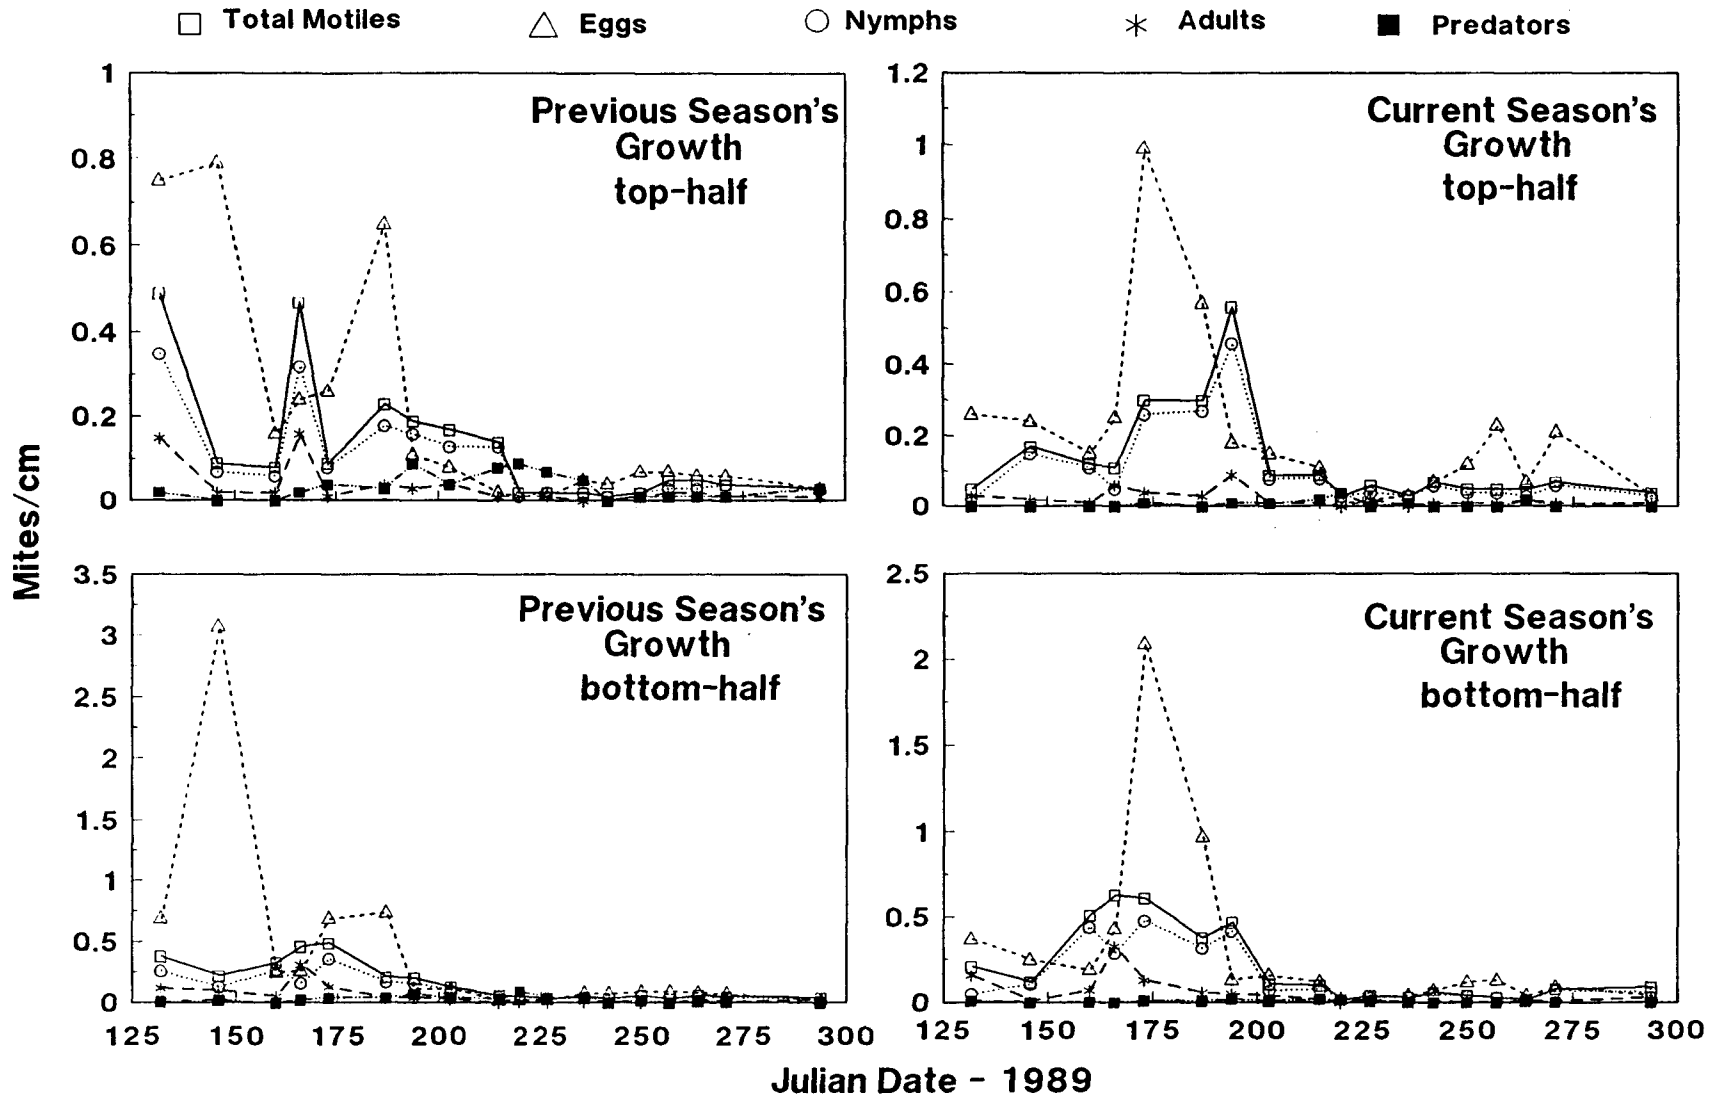 Total Motiles Eggs Nymphs Adults Predators
Mites/cm
1
0.8
0.6
0.4
0.2
0
Previous Season's
Growth
top-half
1.2
1
0.8
0.6
0.4
0.2
0
Current Season's
Growth
top-half
3.5
3
2.5
2
1.5
1
0.5
0
Previous Season's
Growth
bottom-half
125 150 175 200 225 250 275 300
2.5
2
1.5
1
0.5
0
Current Season's
Growth
bottom-half
125 150 175 200 225 250 275 300
Julian Date - 1989